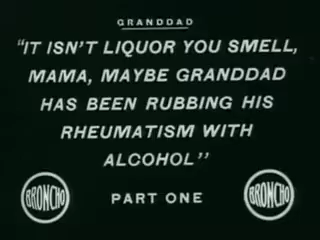 GRANDDAD
"IT ISN'T LIQUOR YOU SMELL,
MAMA, MAYBE GRANDDAD
HAS BEEN RUBBING HIS
RHEUMATISM WITH
ALCOHOL"
BRONCHO PART ONE BRONCHO